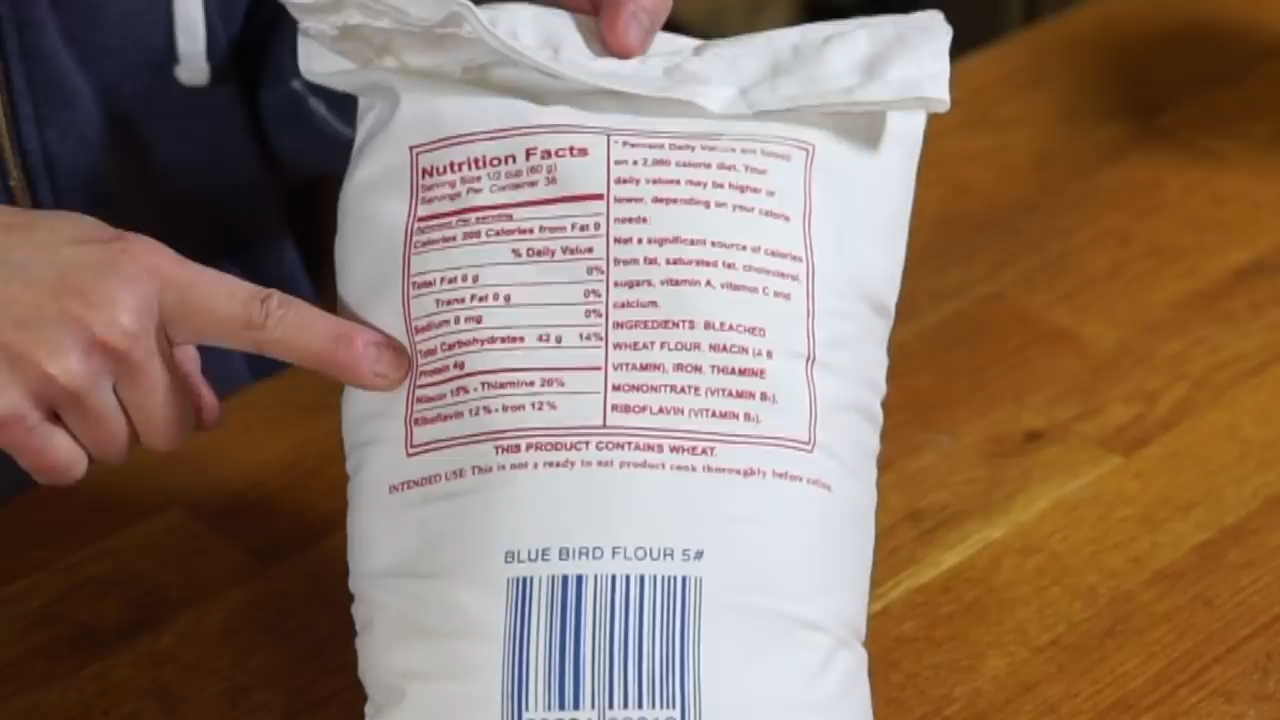 Nutrition Facts
Serving Size 1/2 cup (60 g)
Servings Per Container 38
Amount Per Serving
Calories 200 Calories from Fat 0
% Daily Value
Total Fat 0 g 0%
Trans Fat 0 g 0%
Sodium 0 mg 0%
Total Carbohydrates 43 g 14%
Protein 4g
Niacin 15% - Thiamine 20%
Riboflavin 12% - Iron 12%
* Percent Daily Values are based
on a 2,000 calorie diet. Your
daily values may be higher or
lower, depending on your calorie
needs:
Not a significant source of calories
from fat, saturated fat, cholesterol,
sugars, vitamin A, vitamin C and
calcium.
INGREDIENTS: BLEACHED
WHEAT FLOUR, NIACIN (A B
VITAMIN), IRON, THIAMINE
MONONITRATE (VITAMIN B₁),
RIBOFLAVIN (VITAMIN B₂).
THIS PRODUCT CONTAINS WHEAT.
INTENDED USE: This is not a ready to eat product cook thoroughly before eating.
BLUE BIRD FLOUR 5#